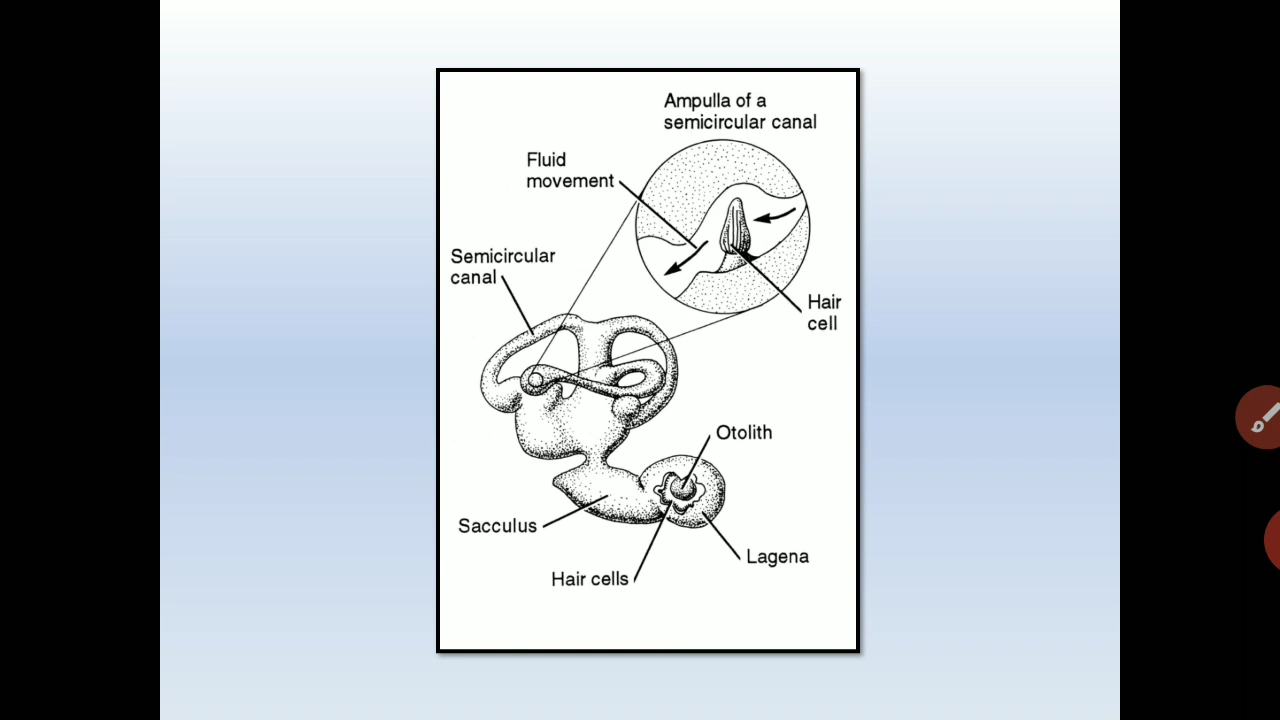 Ampulla of a
semicircular canal
Fluid
movement
Semicircular
canal
Hair
cell
Otolith
Sacculus
Lagena
Hair cells